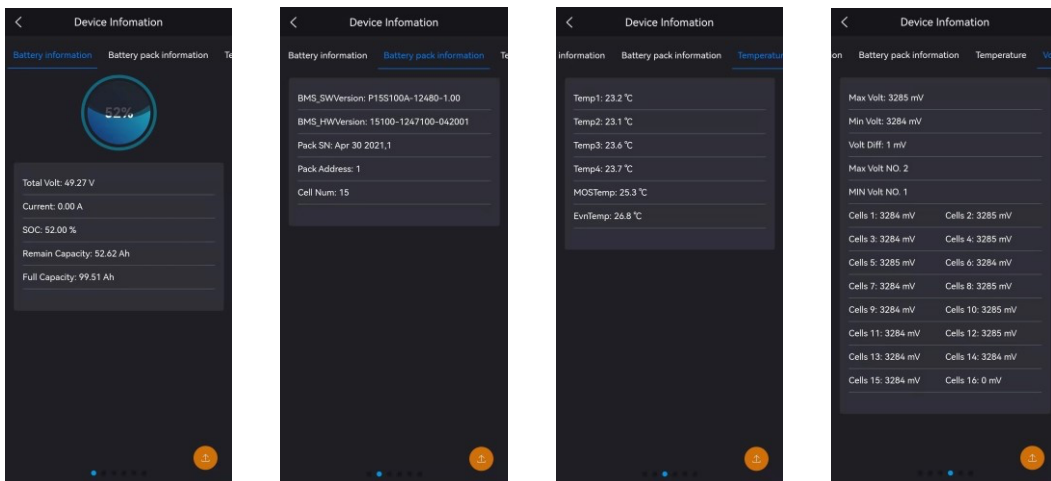 Device Infomation
Battery information Battery pack information Te
52%
Total Volt: 49.27 V
Current: 0.00 A
SOC: 52.00 %
Remain Capacity: 52.62 Ah
Full Capacity: 99.51 Ah
Device Infomation
Battery information Battery pack information Te
BMS_SWVersion: P15S100A-12480-1.00
BMS_HWVersion: 15100-1247100-042001
Pack SN: Apr 30 2021,1
Pack Address: 1
Cell Num: 15
Device Infomation
information Battery pack information Temperatur
Temp1: 23.2 ℃
Temp2: 23.1 ℃
Temp3: 23.6 ℃
Temp4: 23.7 ℃
MOSTemp: 25.3 ℃
EvnTemp: 26.8 ℃
Device Infomation
on Battery pack information Temperature Vo
Max Volt: 3285 mV
Min Volt: 3284 mV
Volt Diff: 1 mV
Max Volt NO. 2
MIN Volt NO. 1
Cells 1: 3284 mV Cells 2: 3285 mV
Cells 3: 3284 mV Cells 4: 3285 mV
Cells 5: 3285 mV Cells 6: 3284 mV
Cells 7: 3284 mV Cells 8: 3285 mV
Cells 9: 3284 mV Cells 10: 3285 mV
Cells 11: 3284 mV Cells 12: 3285 mV
Cells 13: 3284 mV Cells 14: 3284 mV
Cells 15: 3284 mV Cells 16: 0 mV